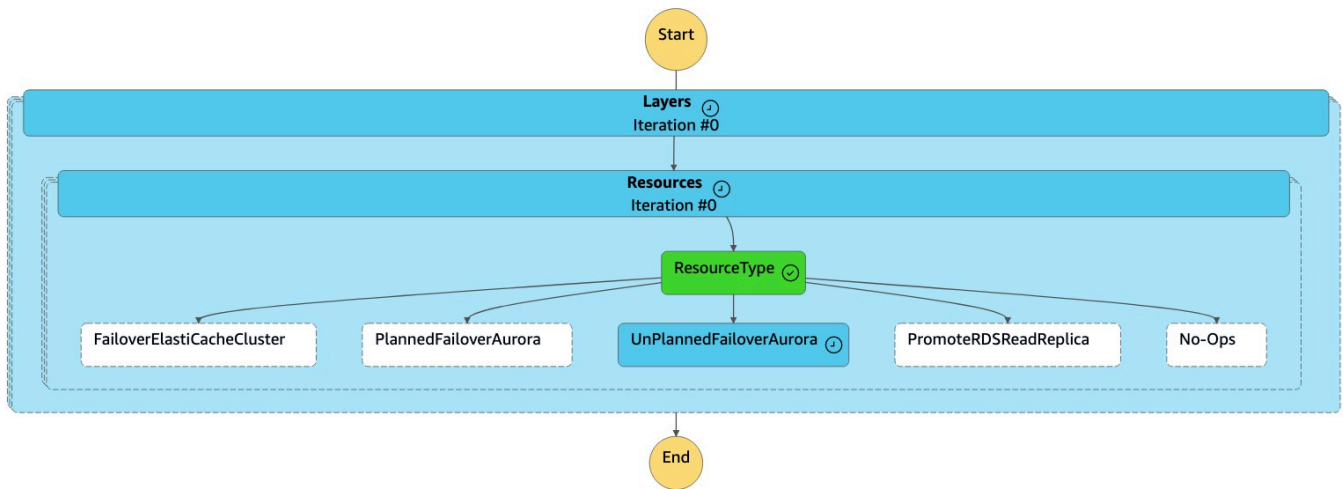 Start
Layers
Iteration #0
Resources
Iteration #0
ResourceType
FailoverElastiCacheCluster
PlannedFailoverAurora
UnPlannedFailoverAurora
PromoteRDSReadReplica
No-Ops
End